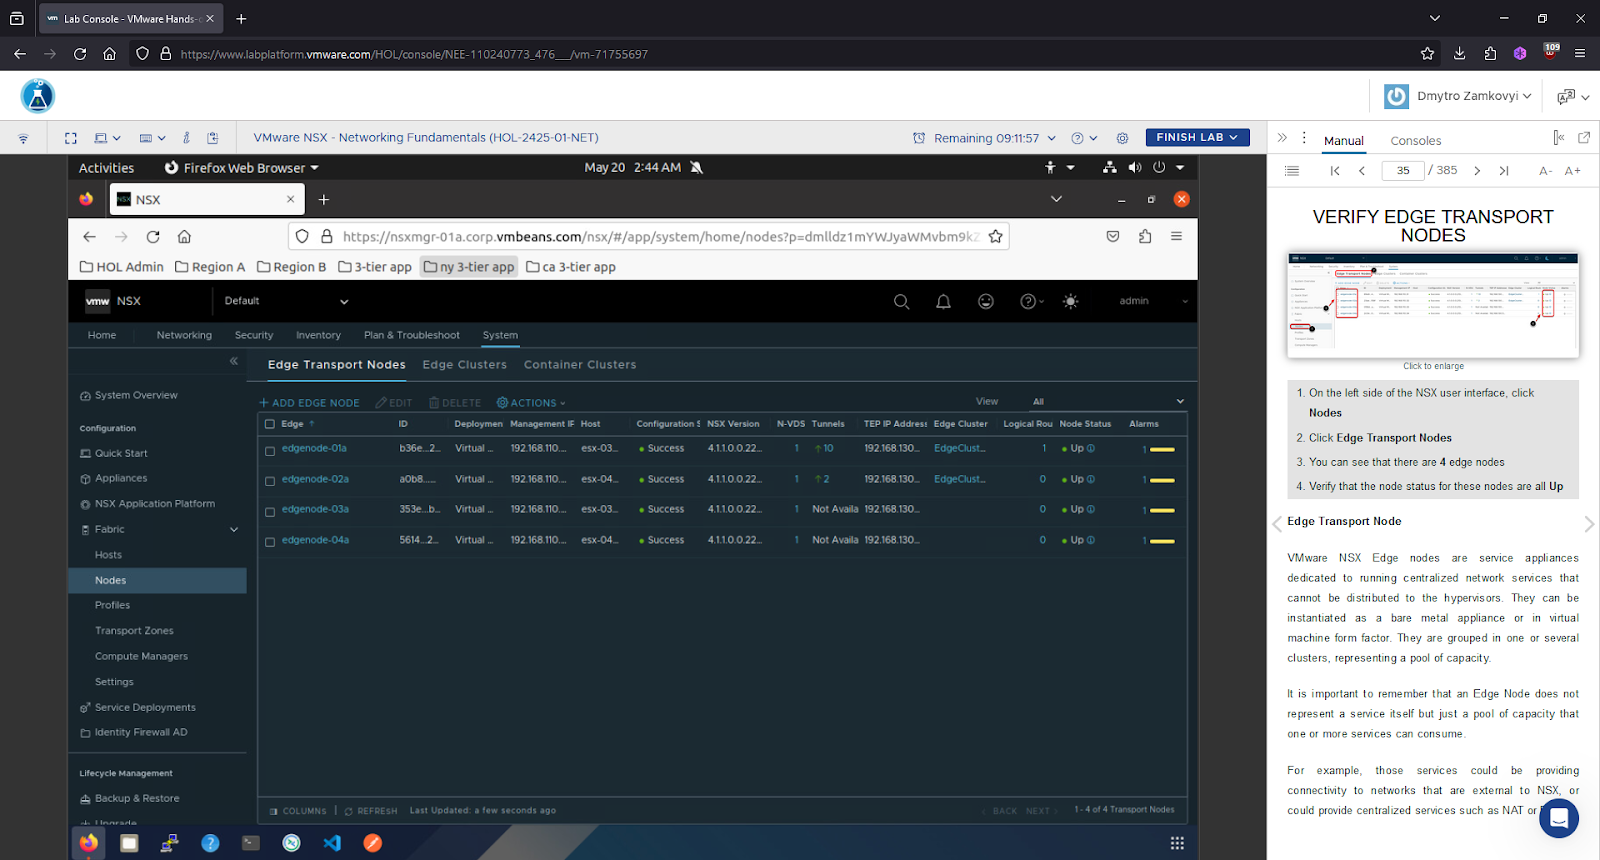 Lab Console - VMware Hands-o
https://www.labplatform.vmware.com/HOL/console/NEE-110240773_476___/vm-71755697
109
Dmytro Zamkovyi
VMware NSX - Networking Fundamentals (HOL-2425-01-NET)
Remaining 09:11:57
FINISH LAB
Manual
Consoles
35 / 385
A- A+
Activities
Firefox Web Browser
May 20 2:44 AM
NSX
https://nsxmgr-01a.corp.vmbeans.com/nsx/#/app/system/home/nodes?p=dmlldz1mYWJyaWMvbm9kZ
HOL Admin Region A Region B 3-tier app ny 3-tier app ca 3-tier app
vmw NSX
Default
admin
Home Networking Security Inventory Plan & Troubleshoot System
System Overview
Configuration
Quick Start
Appliances
NSX Application Platform
Fabric
Hosts
Nodes
Profiles
Transport Zones
Compute Managers
Settings
Service Deployments
Identity Firewall AD
Lifecycle Management
Backup & Restore
Upgrade
Edge Transport Nodes Edge Clusters Container Clusters
+ ADD EDGE NODE EDIT DELETE ACTIONS
View All
Edge ID Deploymen Management IF Host Configuration S NSX Version N-VDS Tunnels TEP IP Address Edge Cluster Logical Rou Node Status Alarms
edgenode-01a b36e...2... Virtual ... 192.168.110.... esx-03... Success 4.1.1.0.0.22... 1 10 192.168.130... EdgeClust... 1 Up 1
edgenode-02a a0b8...... Virtual ... 192.168.110.... esx-04... Success 4.1.1.0.0.22... 1 2 192.168.130... EdgeClust... 0 Up 1
edgenode-03a 353e...b... Virtual ... 192.168.110.... esx-03... Success 4.1.1.0.0.22... 1 Not Availa 192.168.130... 0 Up 1
edgenode-04a 5614...2... Virtual ... 192.168.110.... esx-04... Success 4.1.1.0.0.22... 1 Not Availa 192.168.130... 0 Up 1
COLUMNS | REFRESH Last Updated: a few seconds ago
BACK NEXT 1 - 4 of 4 Transport Nodes
VERIFY EDGE TRANSPORT
NODES
Click to enlarge
1. On the left side of the NSX user interface, click
Nodes
2. Click Edge Transport Nodes
3. You can see that there are 4 edge nodes
4. Verify that the node status for these nodes are all Up
Edge Transport Node
VMware NSX Edge nodes are service appliances
dedicated to running centralized network services that
cannot be distributed to the hypervisors. They can be
instantiated as a bare metal appliance or in virtual
machine form factor. They are grouped in one or several
clusters, representing a pool of capacity.
It is important to remember that an Edge Node does not
represent a service itself but just a pool of capacity that
one or more services can consume.
For example, those services could be providing
connectivity to networks that are external to NSX, or
could provide centralized services such as NAT or